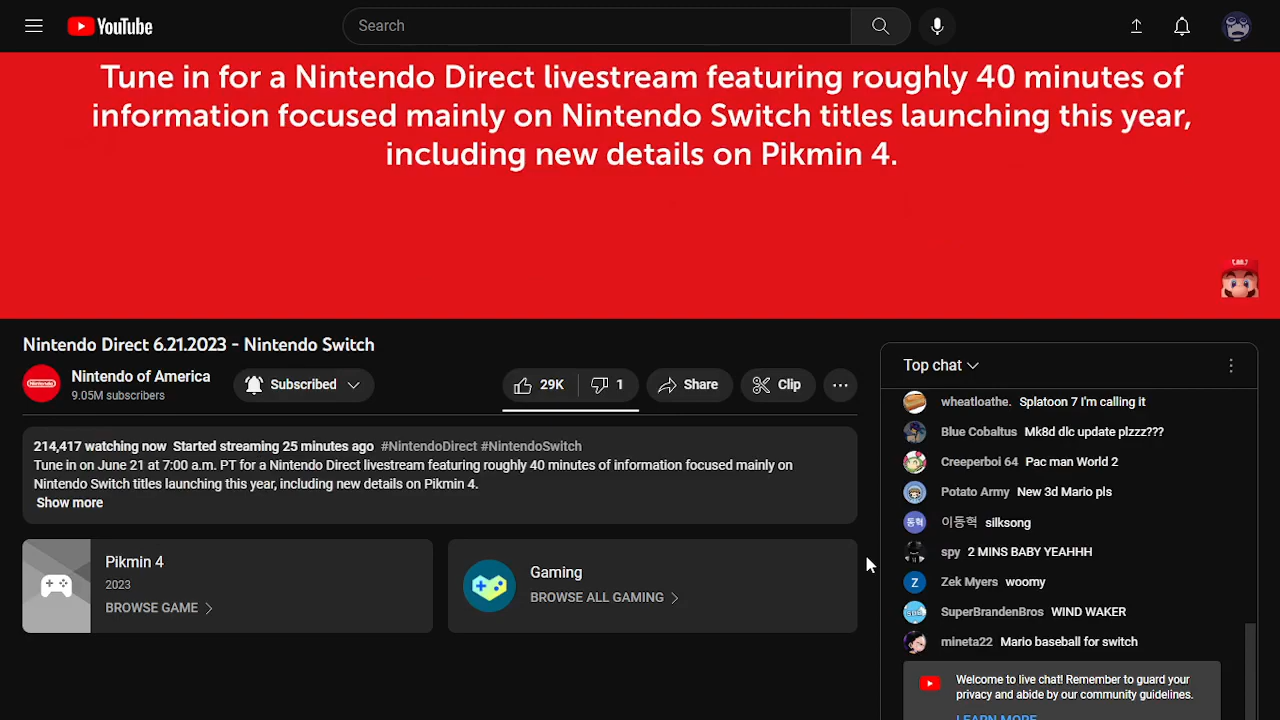 YouTube
Search
Tune in for a Nintendo Direct livestream featuring roughly 40 minutes of
information focused mainly on Nintendo Switch titles launching this year,
including new details on Pikmin 4.
Nintendo Direct 6.21.2023 - Nintendo Switch
Nintendo
Nintendo of America
9.05M subscribers
Subscribed
29K
1
Share
Clip
214,417 watching now Started streaming 25 minutes ago #NintendoDirect #NintendoSwitch
Tune in on June 21 at 7:00 a.m. PT for a Nintendo Direct livestream featuring roughly 40 minutes of information focused mainly on
Nintendo Switch titles launching this year, including new details on Pikmin 4.
Show more
Pikmin 4
2023
BROWSE GAME
Gaming
BROWSE ALL GAMING
Top chat
wheatloathe. Splatoon 7 I'm calling it
Blue Cobaltus Mk8d dlc update plzzz???
Creeperboi 64 Pac man World 2
Potato Army New 3d Mario pls
동혁 이동혁 silksong
spy 2 MINS BABY YEAHHH
Z Zek Myers woomy
SuperBrandenBros WIND WAKER
mineta22 Mario baseball for switch
Welcome to live chat! Remember to guard your
privacy and abide by our community guidelines.
LEARN MORE